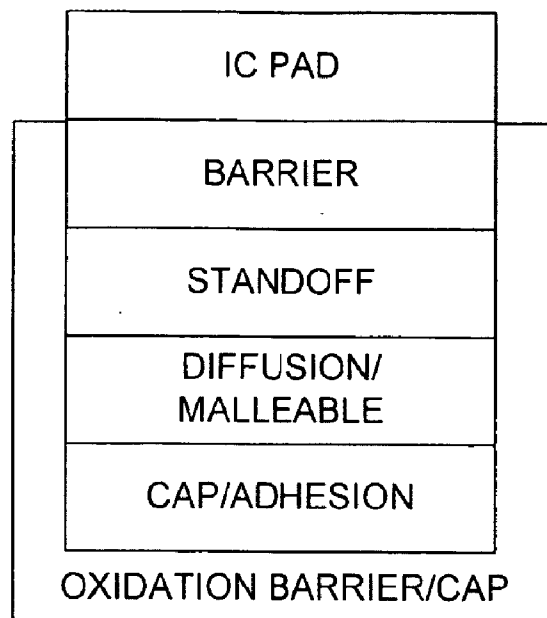 IC PAD
BARRIER
STANDOFF
DIFFUSION/
MALLEABLE
CAP/ADHESION
OXIDATION BARRIER/CAP